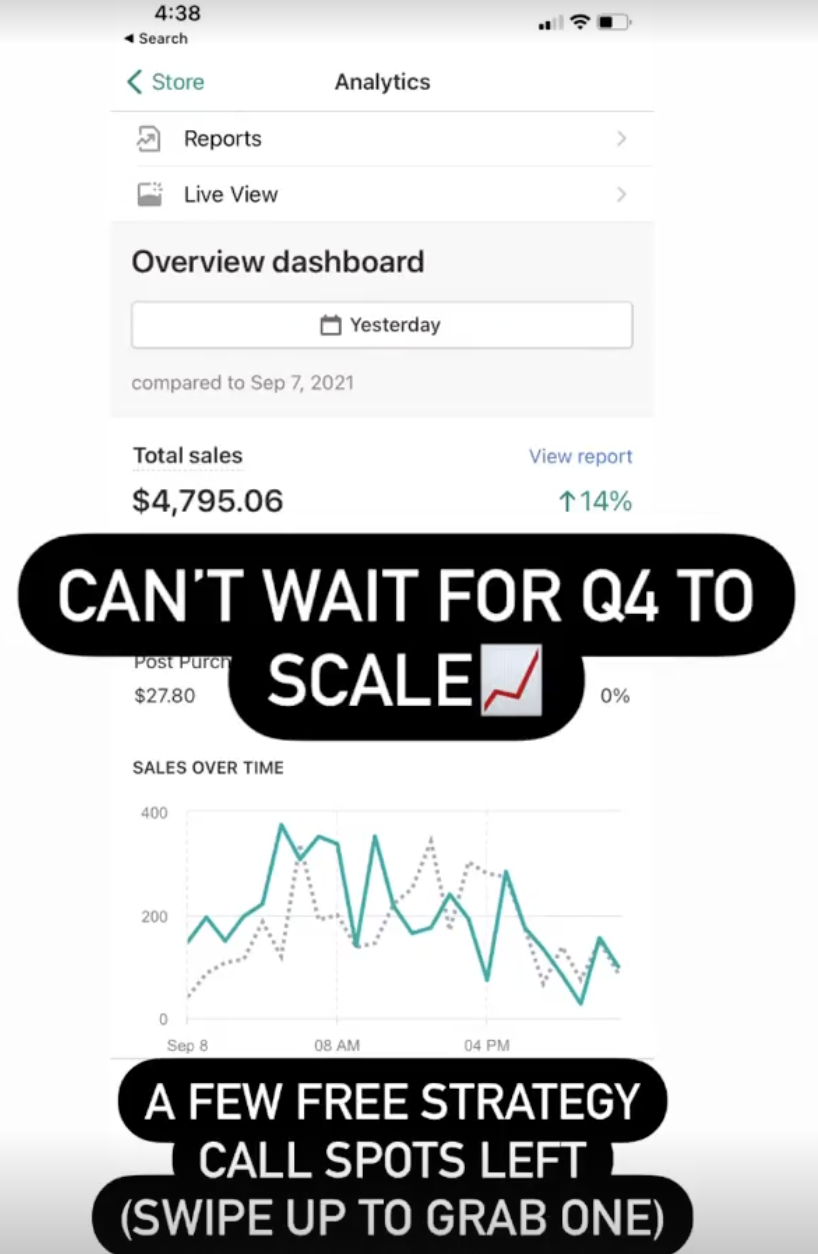 4:38
◀ Search
Store
Analytics
Reports
Live View
Overview dashboard
Yesterday
compared to Sep 7, 2021
Total sales
View report
$4,795.06
↑14%
CAN'T WAIT FOR Q4 TO
SCALE📈
Post Purch
$27.80
0%
SALES OVER TIME
400
200
0
Sep 8
08 AM
04 PM
A FEW FREE STRATEGY
CALL SPOTS LEFT
(SWIPE UP TO GRAB ONE)